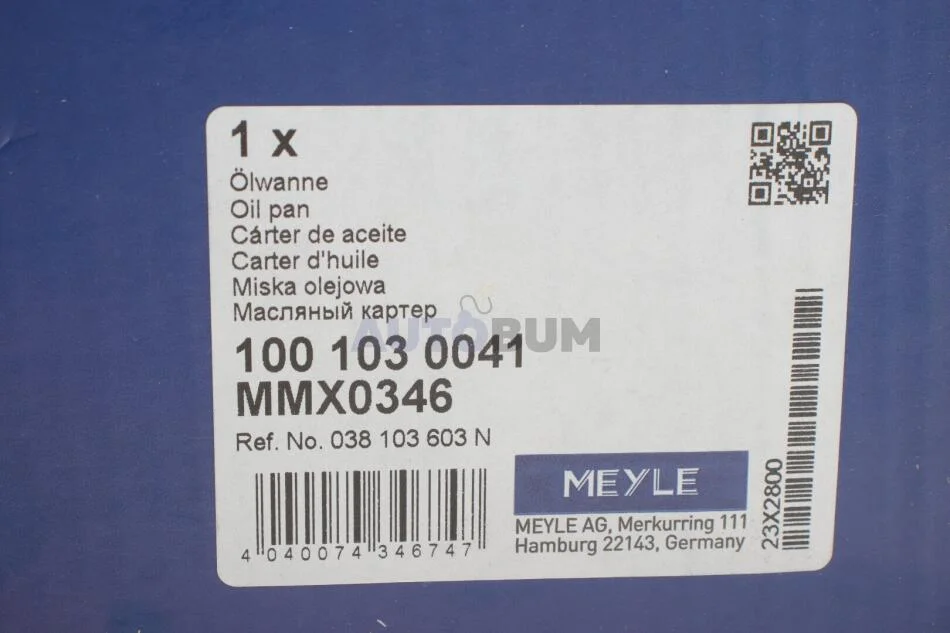 1 x
Ölwanne
Oil pan
Cárter de aceite
Carter d'huile
Miska olejowa
Масляный картер
AUTOBUM
100 103 0041
MMX0346
Ref. No. 038 103 603 N
4 040074 346747
MEYLE
MEYLE AG, Merkurring 111
Hamburg 22143, Germany
23X2800